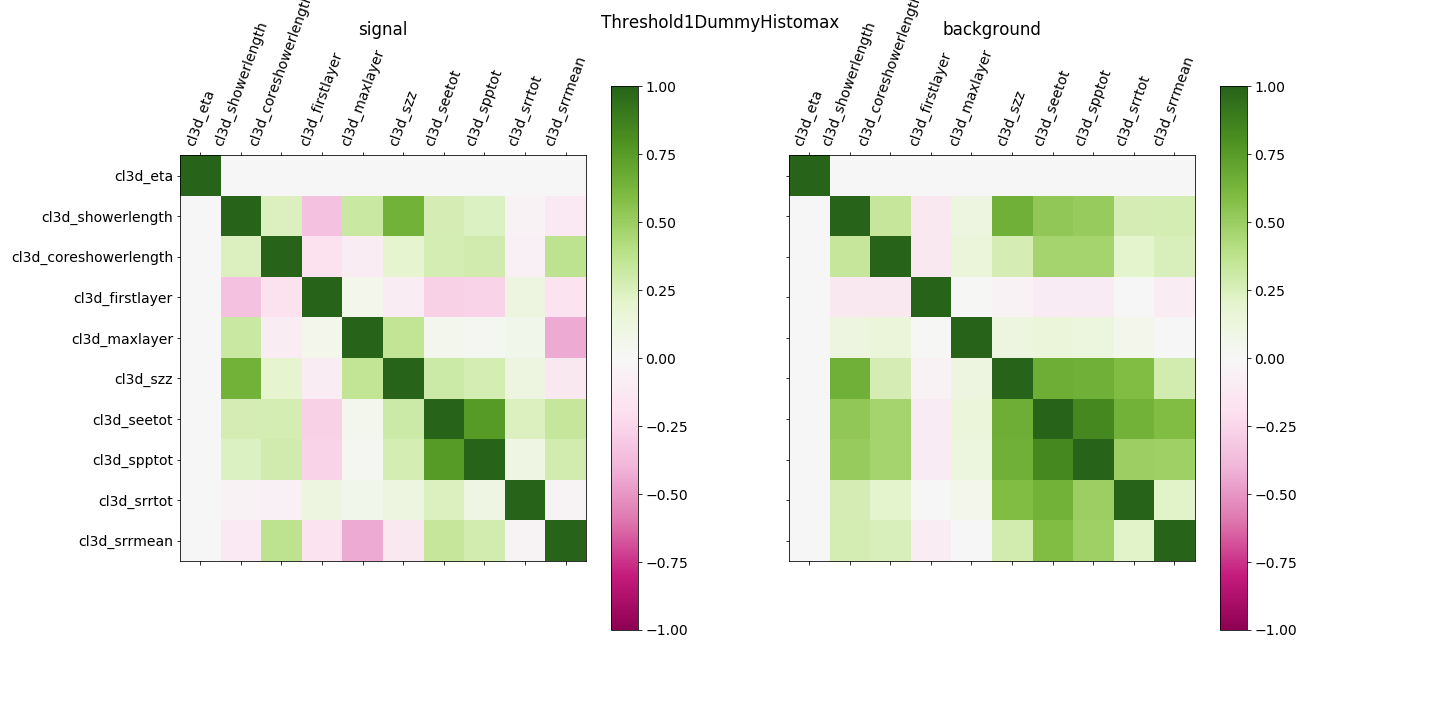 Threshold1DummyHistomax
signal
background
cl3d_eta
cl3d_showerlength
cl3d_coreshowerlength
cl3d_firstlayer
cl3d_maxlayer
cl3d_szz
cl3d_seetot
cl3d_spptot
cl3d_srrtot
cl3d_srrmean
cl3d_eta
cl3d_showerlength
cl3d_coreshowerlength
cl3d_firstlayer
cl3d_maxlayer
cl3d_szz
cl3d_seetot
cl3d_spptot
cl3d_srrtot
cl3d_srrmean
cl3d_eta
cl3d_showerlength
cl3d_coreshowerlength
cl3d_firstlayer
cl3d_maxlayer
cl3d_szz
cl3d_seetot
cl3d_spptot
cl3d_srrtot
cl3d_srrmean
1.00
0.75
0.50
0.25
0.00
−0.25
−0.50
−0.75
−1.00
1.00
0.75
0.50
0.25
0.00
−0.25
−0.50
−0.75
−1.00